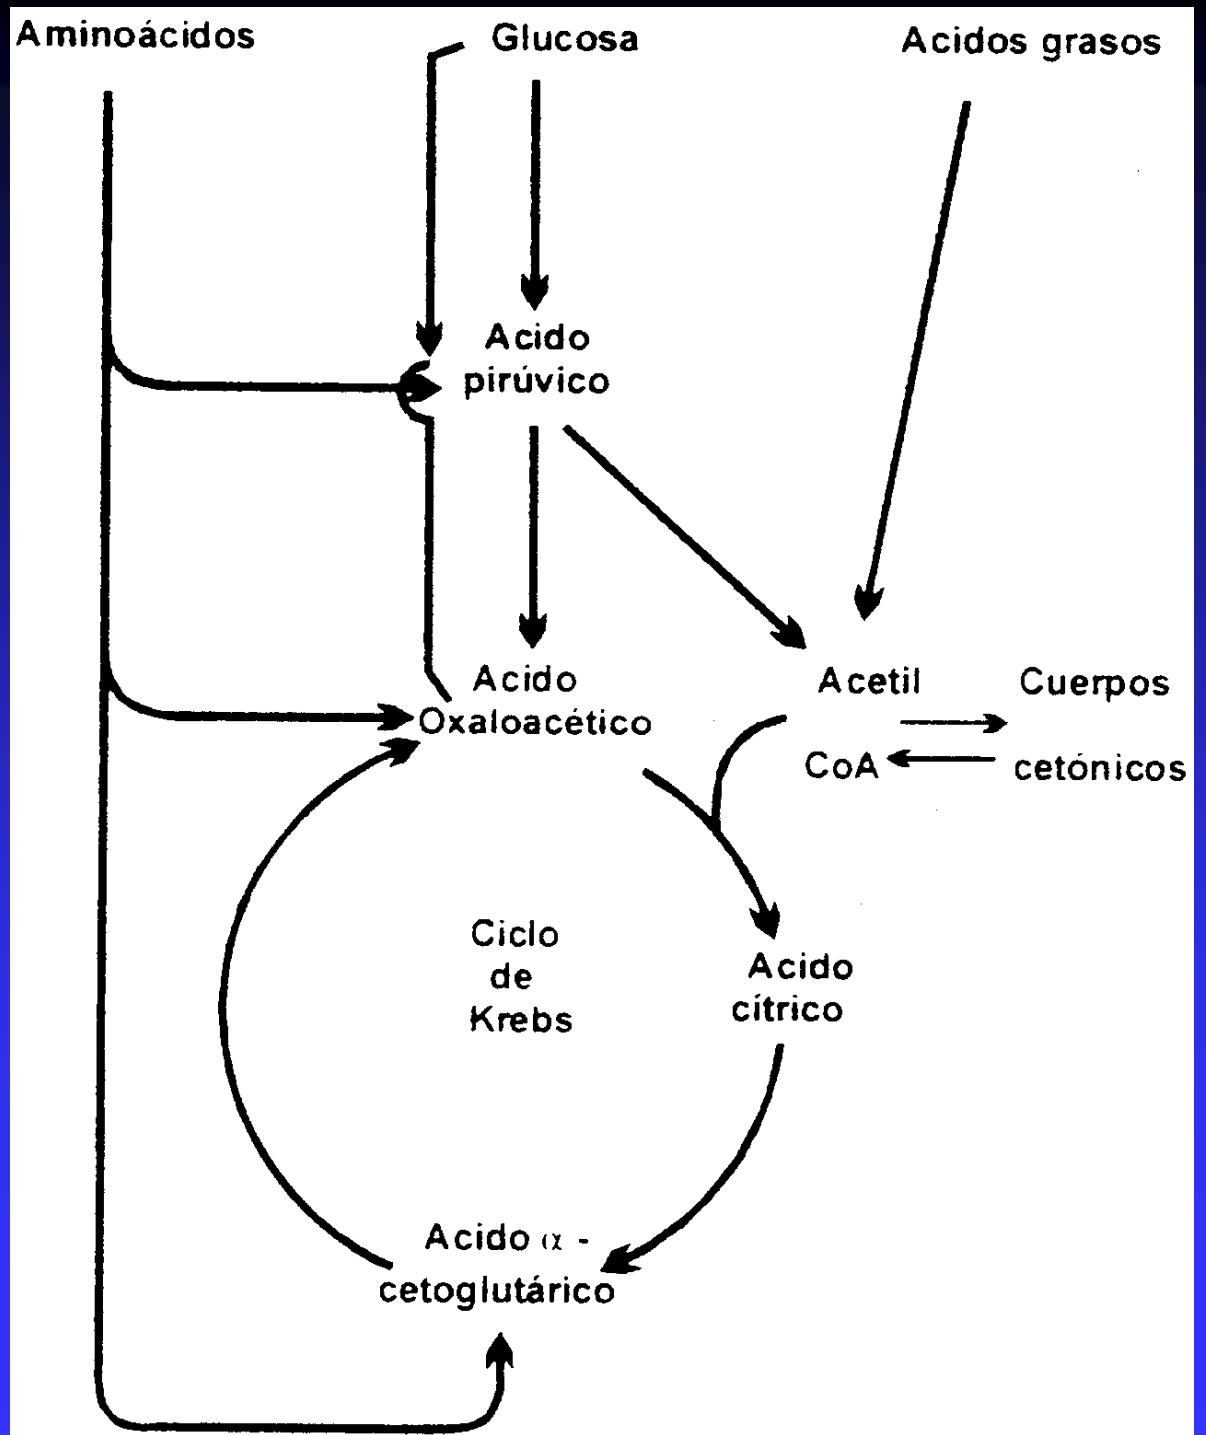 Aminoácidos
Glucosa
Acidos grasos
Acido
pirúvico
Acido
Oxaloacético
Acetil
CoA
Cuerpos
cetónicos
Ciclo
de
Krebs
Acido
cítrico
Acido α -
cetoglutárico